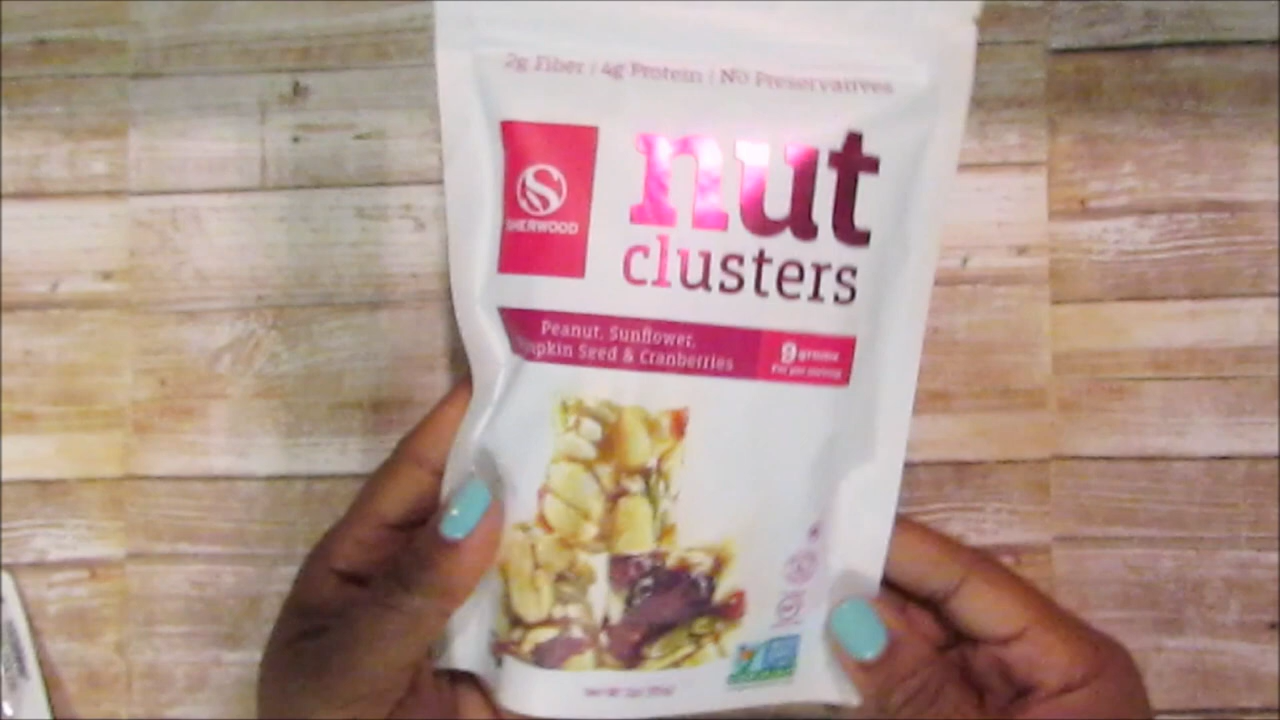 2g Fiber / 4g Protein / No Preservatives
SHERWOOD
nut
clusters
Peanut, Sunflower,
Pumpkin Seed & Cranberries
9 grams